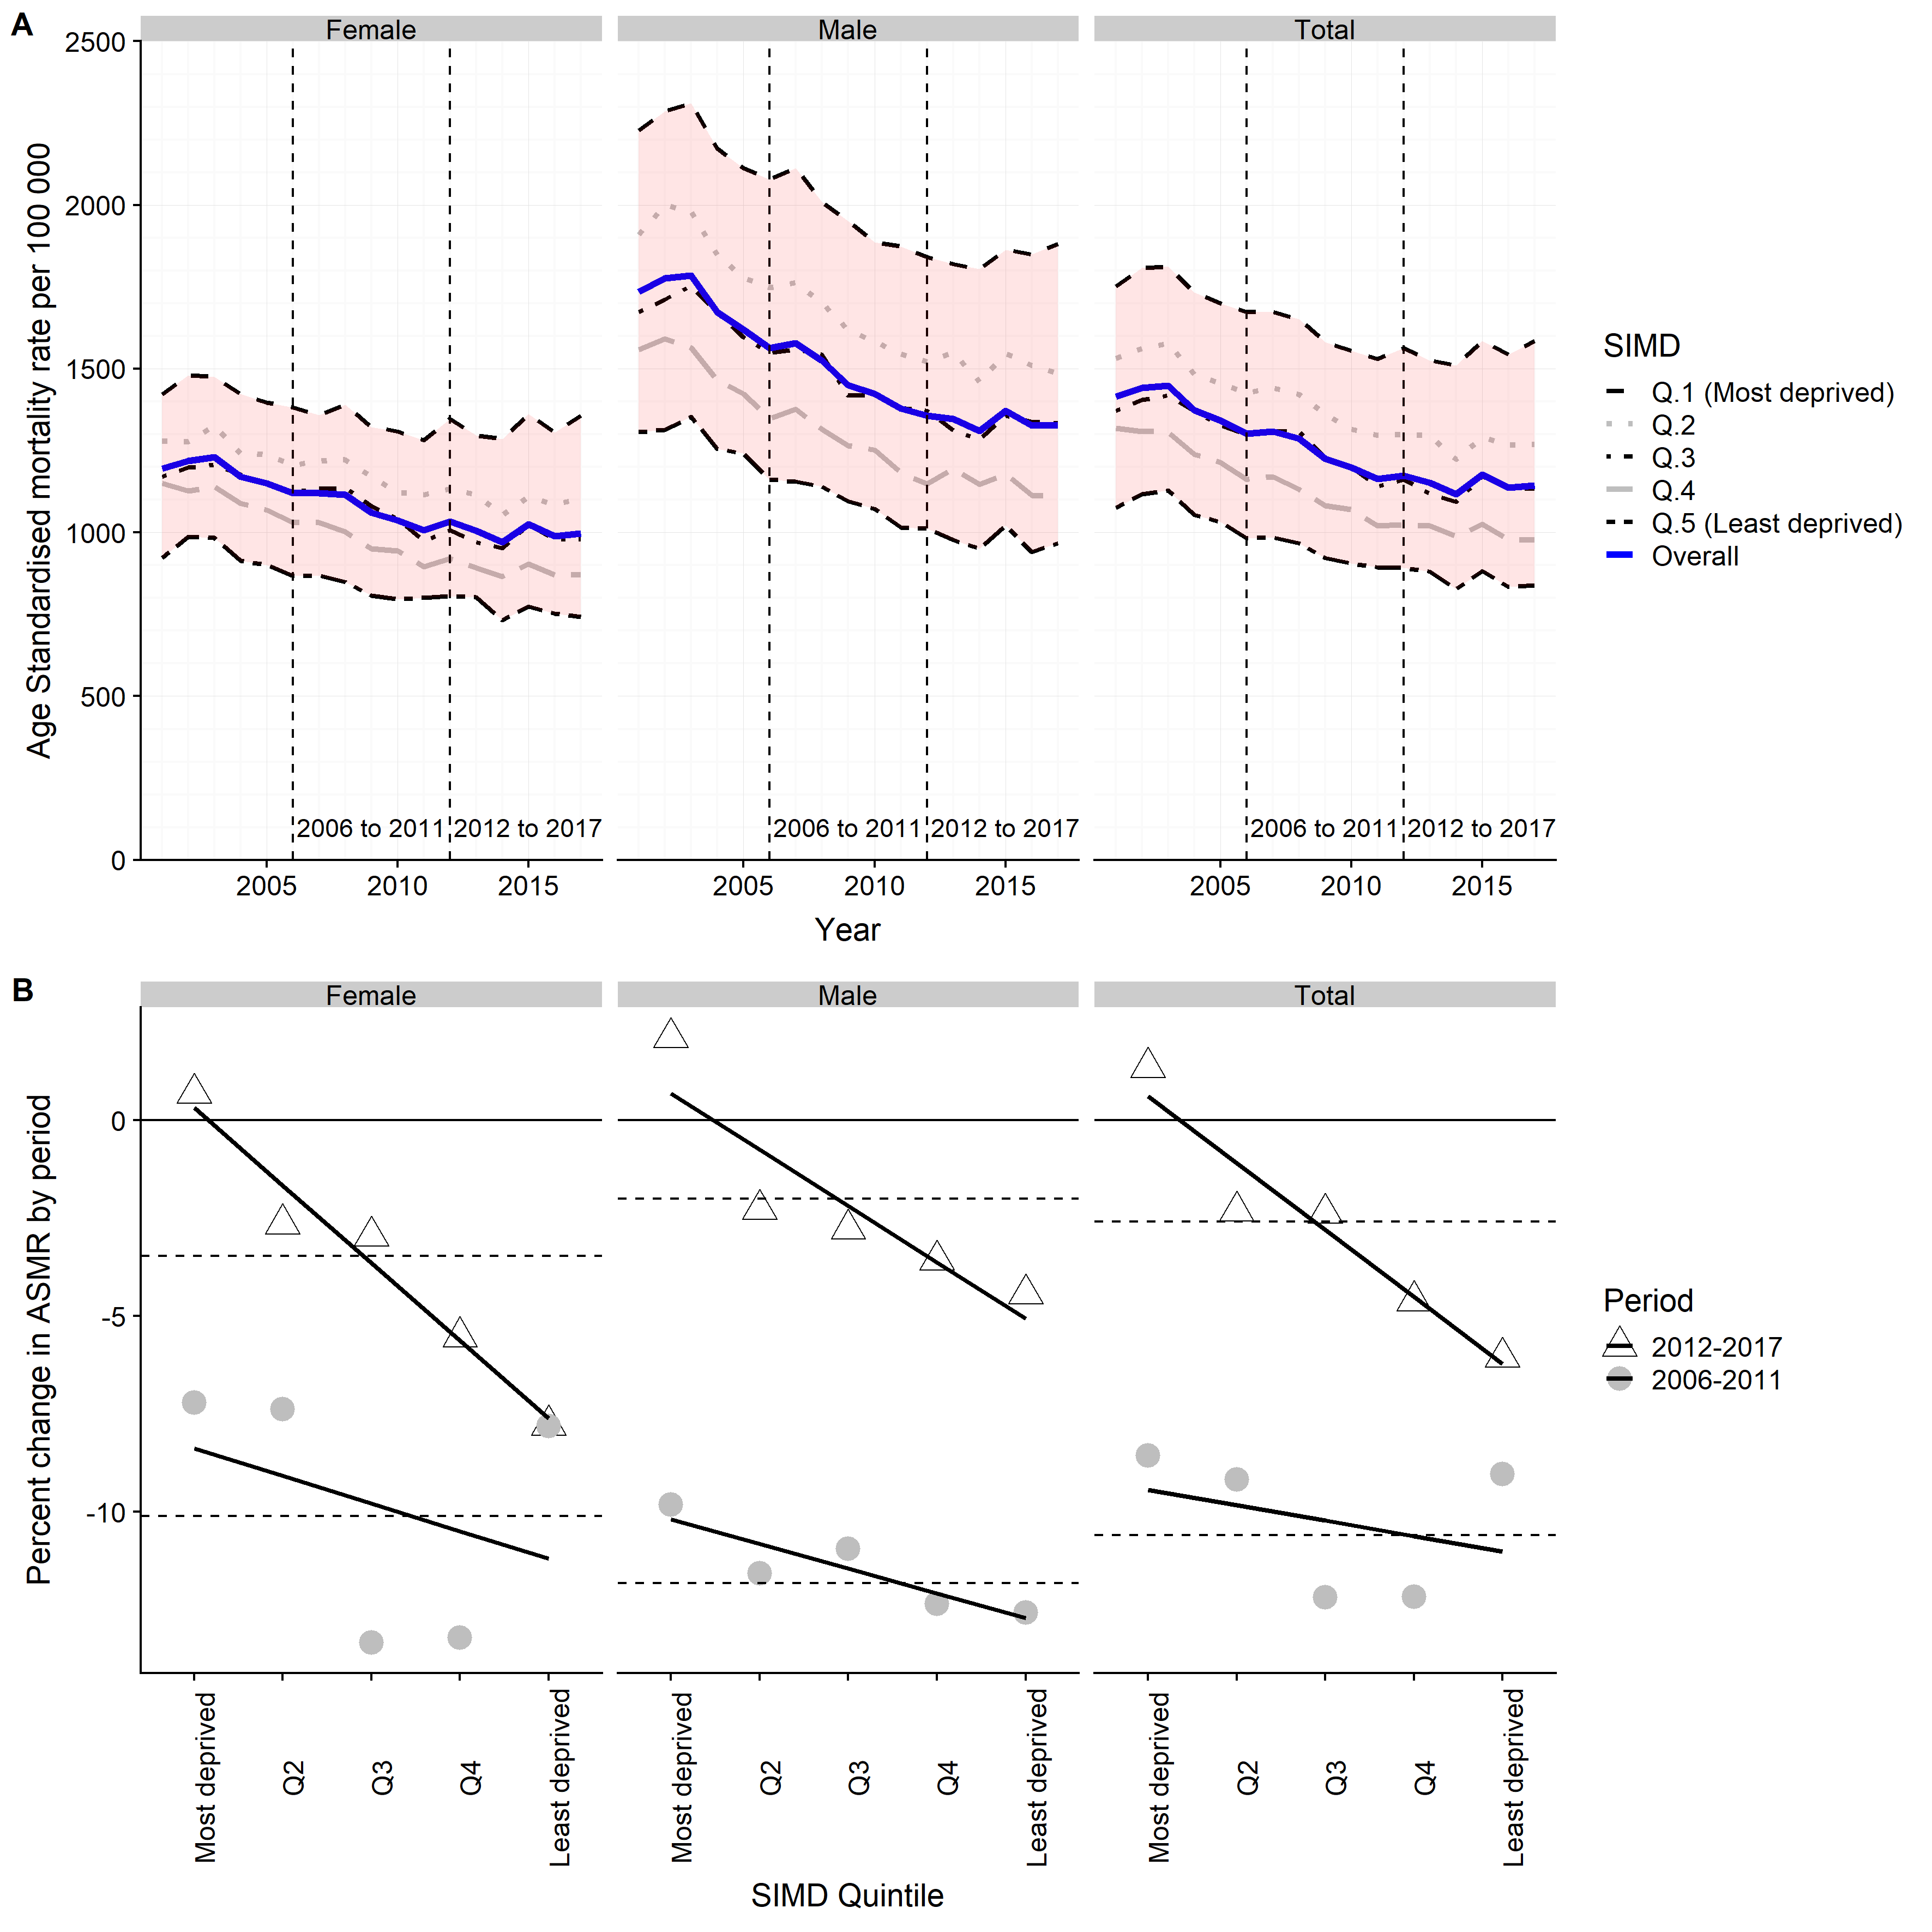 A
Female Male Total
Age Standardised mortality rate per 100 000
2500
2000
1500
1000
500
0
2006 to 2011 2012 to 2017 2006 to 2011 2012 to 2017 2006 to 2011 2012 to 2017
2005 2010 2015 2005 2010 2015 2005 2010 2015
Year
SIMD
Q.1 (Most deprived)
Q.2
Q.3
Q.4
Q.5 (Least deprived)
Overall
B
Female Male Total
Percent change in ASMR by period
0
-5
-10
Most deprived Q2 Q3 Q4 Least deprived Most deprived Q2 Q3 Q4 Least deprived Most deprived Q2 Q3 Q4 Least deprived
SIMD Quintile
Period
2012-2017
2006-2011